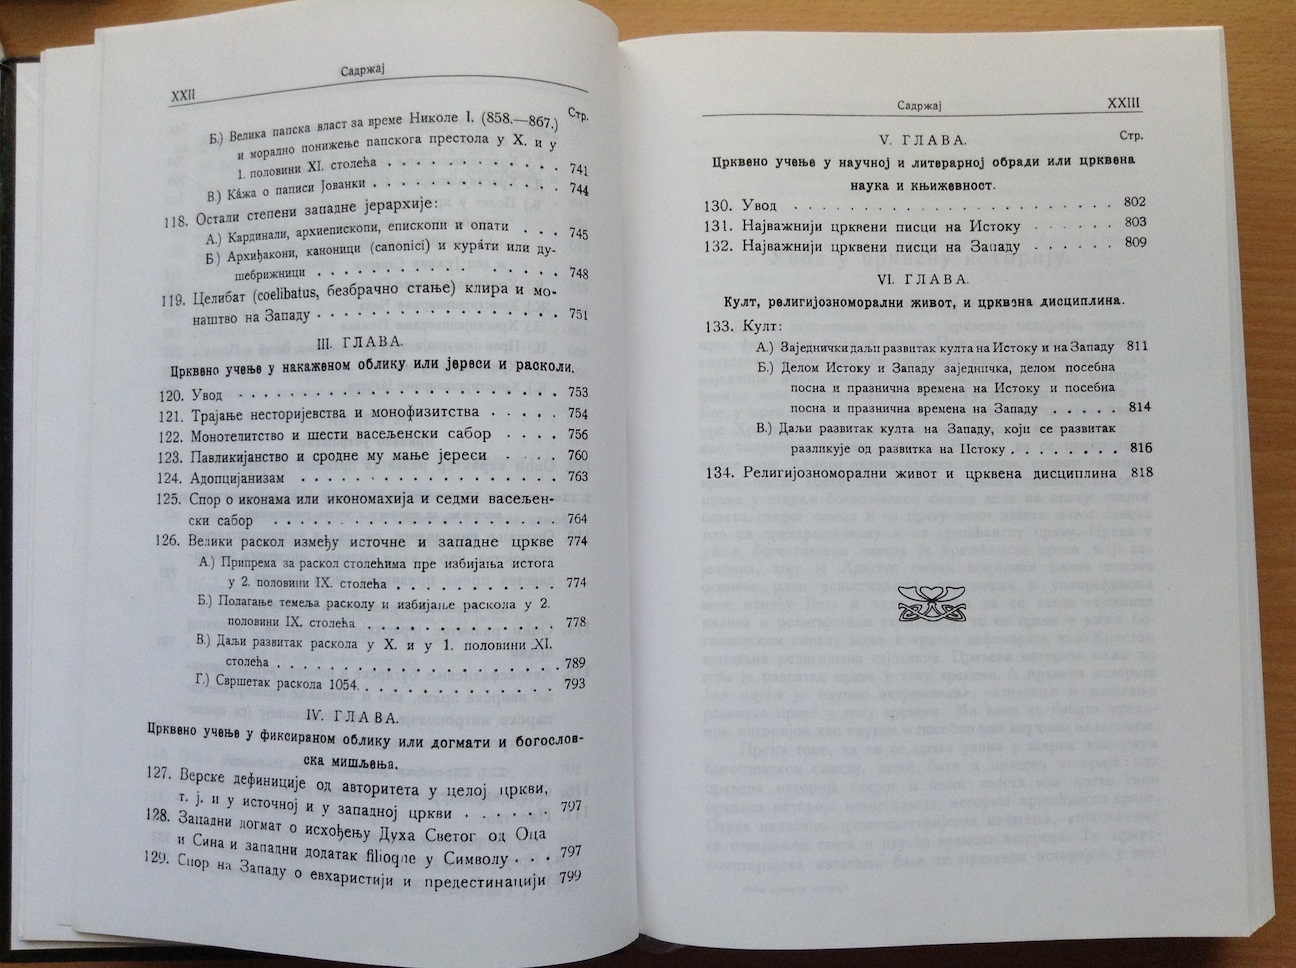 XXII
Садржај
Стр.
Б.) Велика папска власт за време Николе I. (858.—867.)
и морално понижење папскога престола у X. и у
1. половини XI. столећа . . . . . . . . . . . 741
В.) Кáжа о паписи Јованки . . . . . . . . . . . 744
118. Остали степени западне јерархије:
А.) Кардинали, архиепископи, епископи и опати . . . 745
Б.) Архиђакони, каноници (canonici) и курáти или ду-
шебрижници . . . . . . . . . . . . . . 748
119. Целибат (coelibatus, безбрачно стање) клира и мо-
наштво на Западу . . . . . . . . . . . . . 751
III. ГЛАВА.
Црквено учење у накаженом облику или јереси и расколи.
120. Увод . . . . . . . . . . . . . . . . . . 753
121. Трајање несторијевства и монофизитства . . . . . 754
122. Монотелитство и шести васељенски сабор . . . . 756
123. Павликијанство и сродне му мање јереси . . . . 760
124. Адопцијанизам . . . . . . . . . . . . . . . 763
125. Спор о иконама или икономахија и седми васељен-
ски сабор . . . . . . . . . . . . . . . . 764
126. Велики раскол између источне и западне цркве 774
А.) Припрема за раскол столећима пре избијања истога
у 2. половини IX. столећа . . . . . . . . . . . 774
Б.) Полагање темеља расколу и избијање раскола у 2.
половини IX. столећа . . . . . . . . . . . . . 778
В.) Даљи развитак раскола у X. и у 1. половини XI.
столећа . . . . . . . . . . . . . . . . . . 789
Г.) Свршетак раскола 1054. . . . . . . . . . . . . 793
IV. ГЛАВА.
Црквено учење у фиксираном облику или догмати и богослов-
ска мишљења.
127. Верске дефиниције од авторитета у целој цркви,
т. ј. и у источној и у западној цркви . . . . . . 797
128. Западни догмат о исхођењу Духа Светог од Оца
и Сина и западни додатак filioqne у Символу . . . 797
129. Спор на Западу о евхаристији и предестинацији 799
Садржај
XXIII
V. ГЛАВА.
Стр.
Црквено учење у научној и литерарној обради или црквена
наука и књижевност.
130. Увод . . . . . . . . . . . . . . . . . . . 802
131. Најважнији црквени писци на Истоку . . . . . . 803
132. Најважнији црквени писци на Западу . . . . . . 809
VI. ГЛАВА.
Култ, религијозноморални живот, и црквэна дисциплина.
133. Култ:
А.) Заједнички даљи развитак култа на Истоку и на Западу 811
Б.) Делом Истоку и Западу заједничка, делом посебна
посна и празнична времена на Истоку и посебна
посна и празнична времена на Западу . . . . . 814
В.) Даљи развитак култа на Западу, који се развитак
разликује од развитка на Истоку . . . . . . . . 816
134. Религијозноморални живот и црквена дисциплина 818